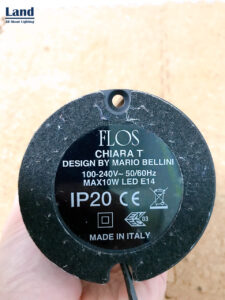 Land
All About Lighting
FLOS
CHIARA T
DESIGN BY MARIO BELLINI
100-240V~ 50/60Hz
MAX10W LED E14
IP20 CE
03
MADE IN ITALY